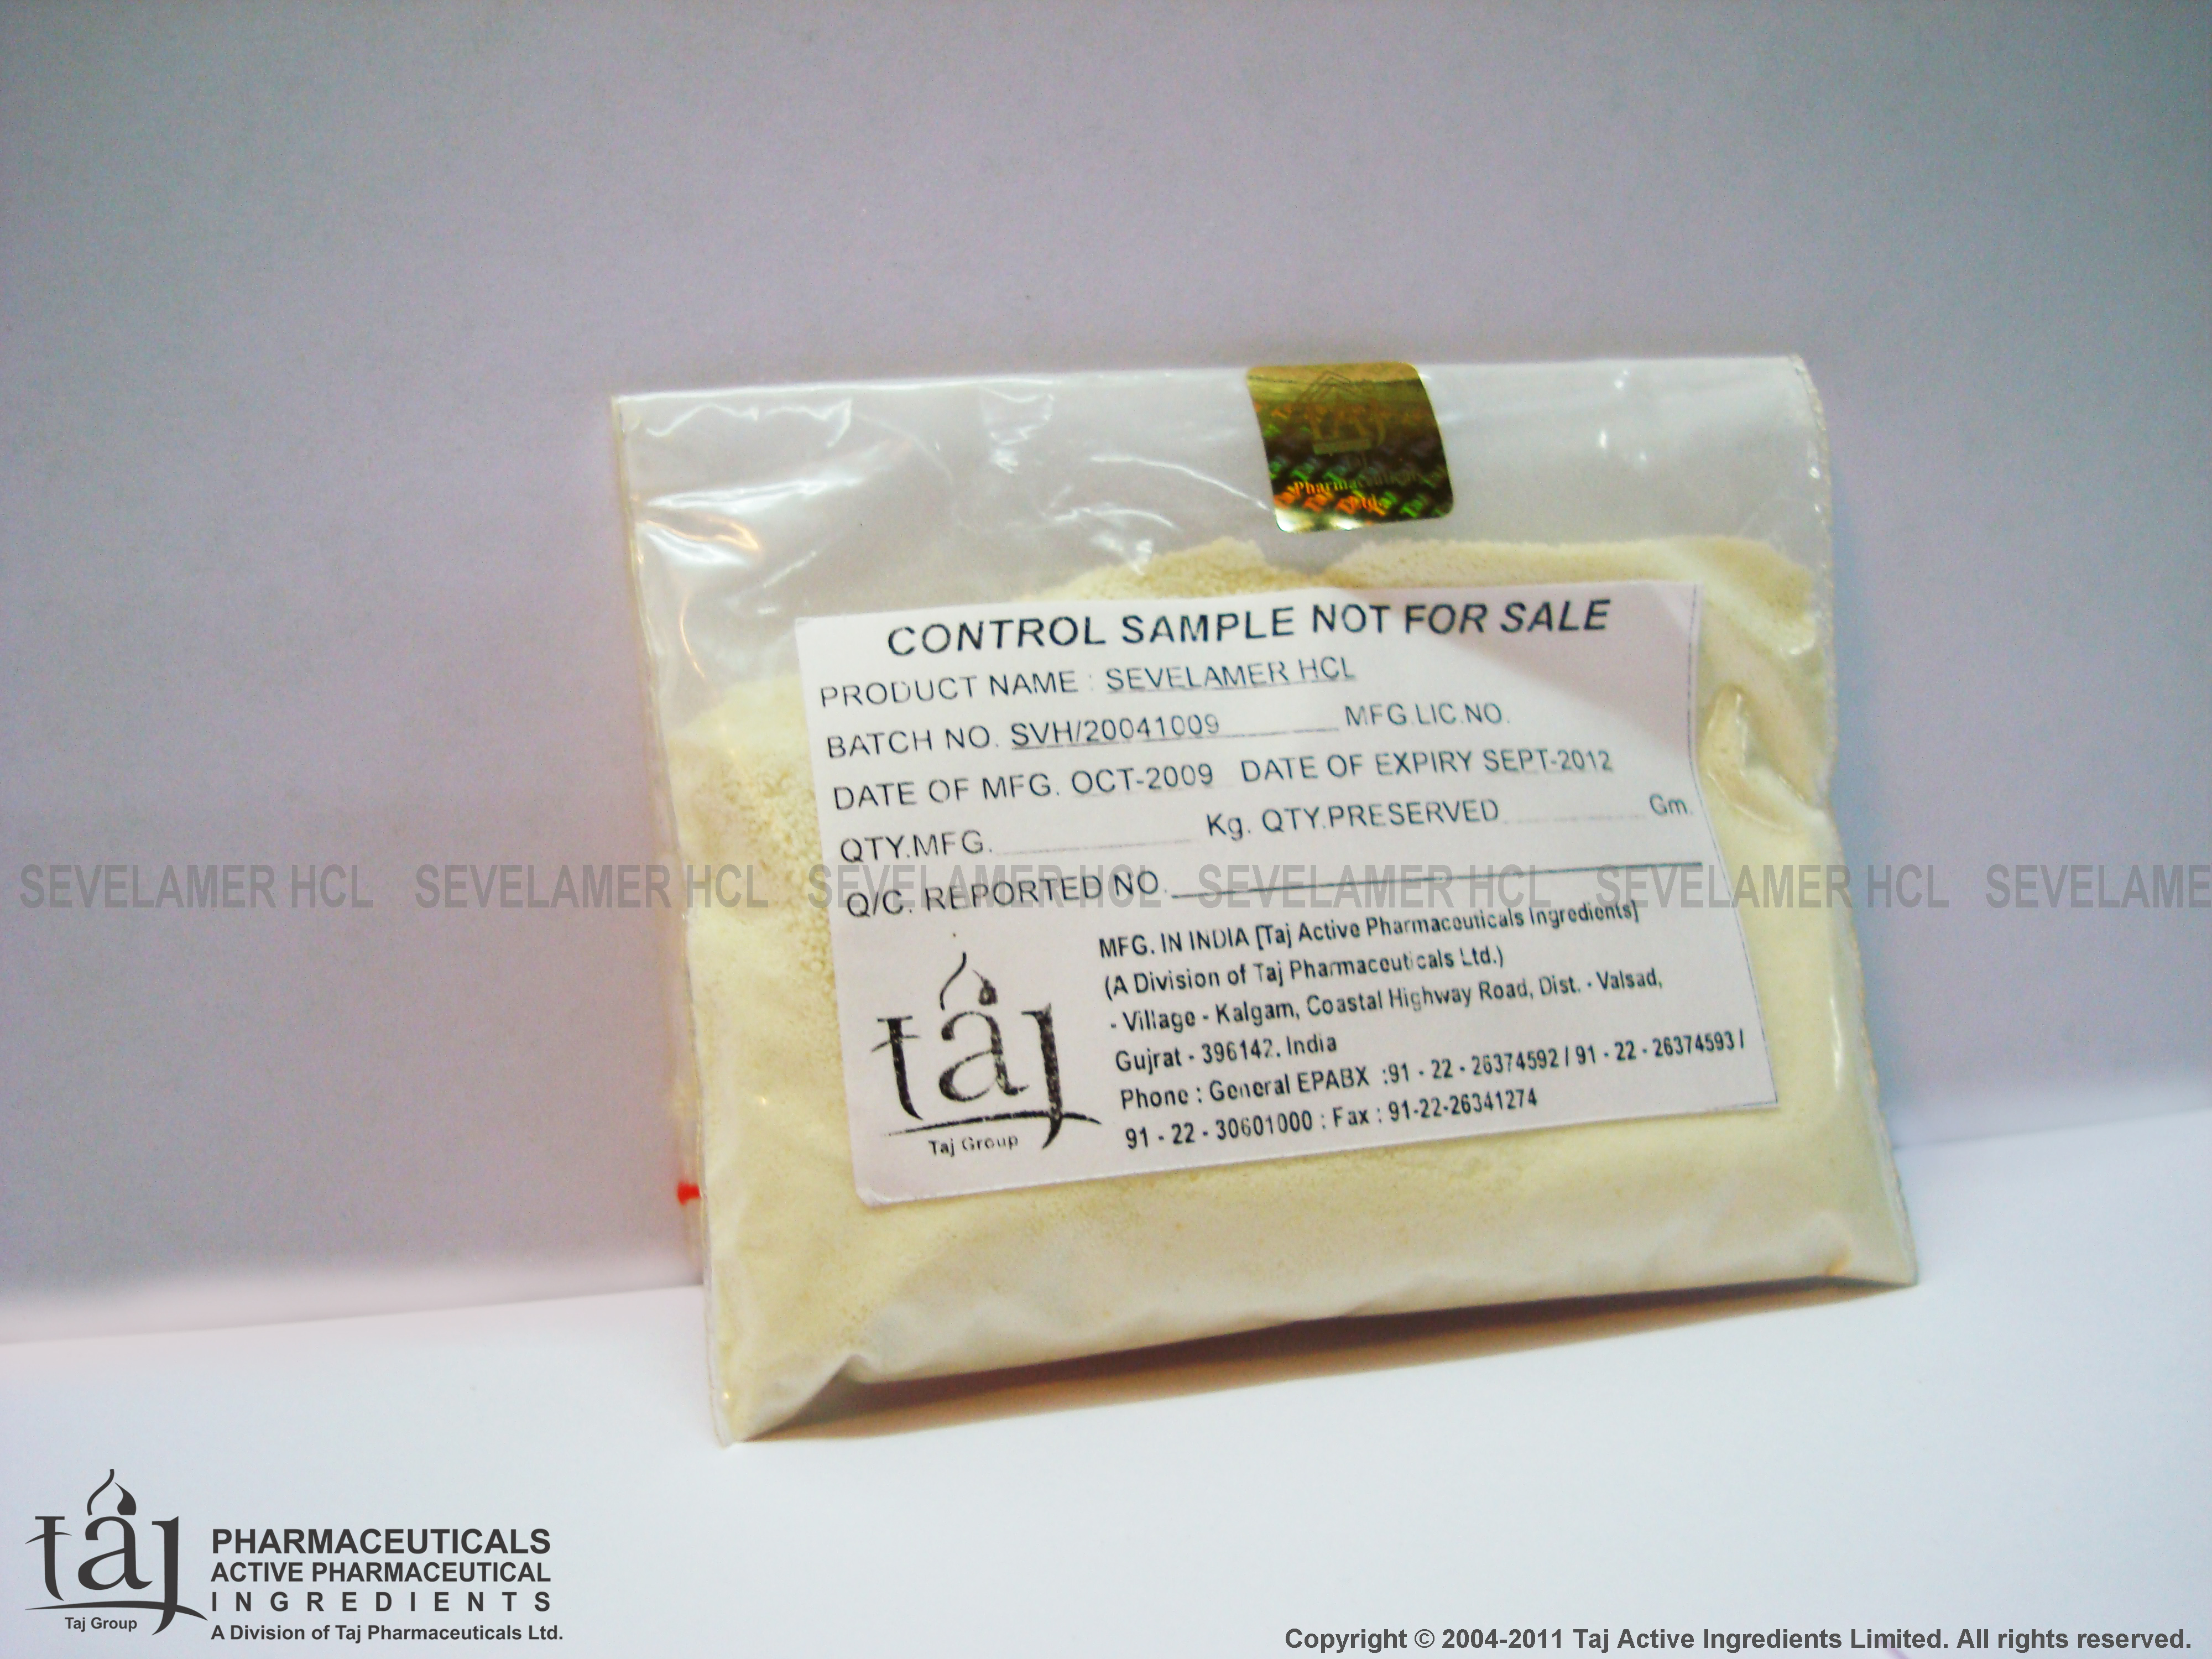 Pharmaceuticals
CONTROL SAMPLE NOT FOR SALE
PRODUCT NAME : SEVELAMER HCL
BATCH NO. SVH/20041009 MFG.LIC.NO.
DATE OF MFG. OCT-2009 DATE OF EXPIRY SEPT-2012
QTY.MFG. Kg. QTY.PRESERVED Gm.
Q/C. REPORTED NO.
SEVELAMER HCL SEVELAMER HCL SEVELAMER HCL SEVELAMER HCL SEVELAMER HCL SEVELAME
MFG. IN INDIA [Taj Active Pharmaceuticals Ingredients]
(A Division of Taj Pharmaceuticals Ltd.)
- Village - Kalgam, Coastal Highway Road, Dist. - Valsad,
Gujrat - 396142. India
Phone : General EPABX :91 - 22 - 26374592 / 91 - 22 - 26374593 /
91 - 22 - 30601000 : Fax : 91-22-26341274
taj
Taj Group
taj
Taj Group
PHARMACEUTICALS
ACTIVE PHARMACEUTICAL
INGREDIENTS
A Division of Taj Pharmaceuticals Ltd.
Copyright © 2004-2011 Taj Active Ingredients Limited. All rights reserved.